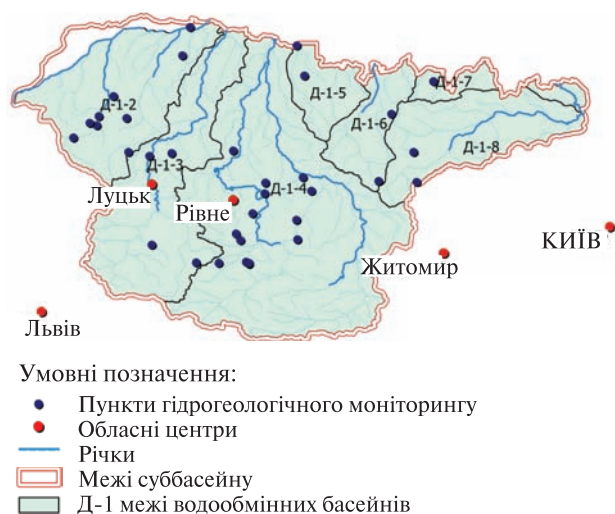 Д-1-2
Д-1-5
Д-1-7
Д-1-6
Д-1-8
Д-1-3
Д-1-4
Луцьк
Рівне
КИЇВ
Житомир
Львів
Умовні позначення:
Пункти гідрогеологічного моніторингу
Обласні центри
Річки
Межі суббасейну
Д-1 межі водообмінних басейнів